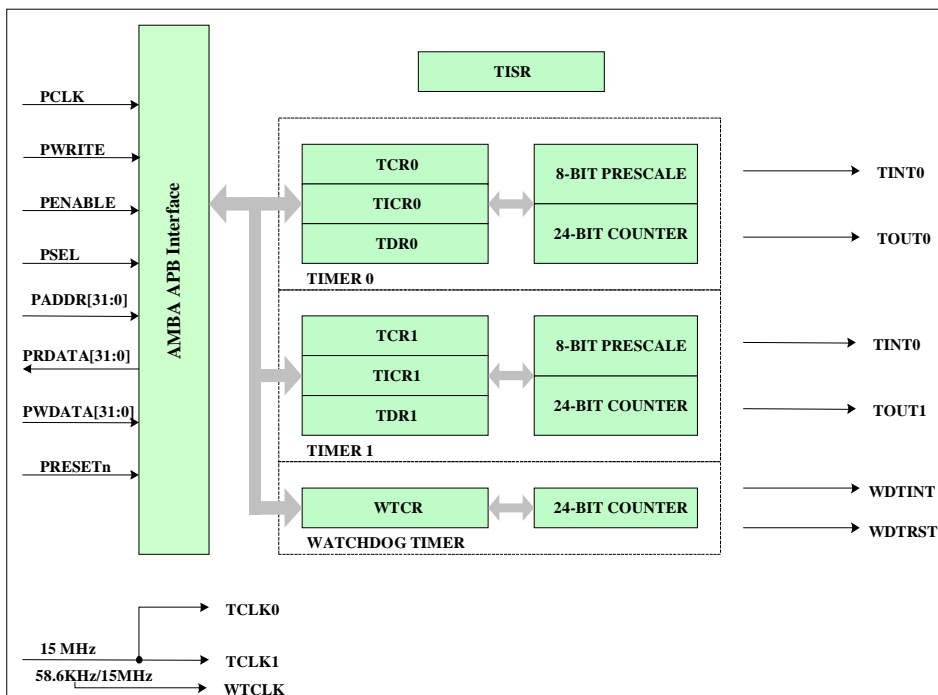 TISR
PCLK
PWRITE
PENABLE
PSEL
PADDR[31:0]
PRDATA[31:0]
PWDATA[31:0]
PRESETn
AMBA APB Interface
TCR0
TICR0
TDR0
8-BIT PRESCALE
24-BIT COUNTER
TIMER 0
TINT0
TOUT0
TCR1
TICR1
TDR1
8-BIT PRESCALE
24-BIT COUNTER
TIMER 1
TINT0
TOUT1
WTCR
24-BIT COUNTER
WATCHDOG TIMER
WDTINT
WDTRST
15 MHz
58.6KHz/15MHz
TCLK0
TCLK1
WTCLK